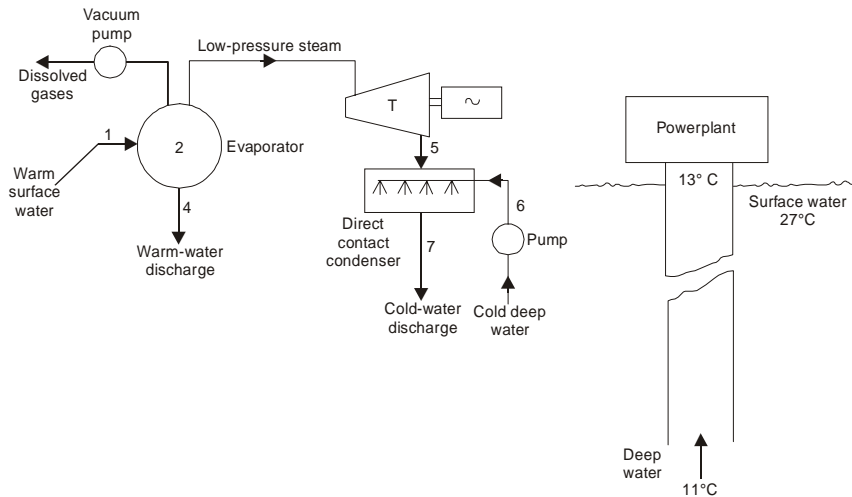 Vacuum
pump
Dissolved
gases
Low-pressure steam
1
2
Evaporator
Warm
surface
water
4
Warm-water
discharge
T
~
5
6
Direct
contact
condenser
7
Pump
Cold-water
discharge
Cold deep
water
Powerplant
13° C
Surface water
27°C
Deep
water
11°C